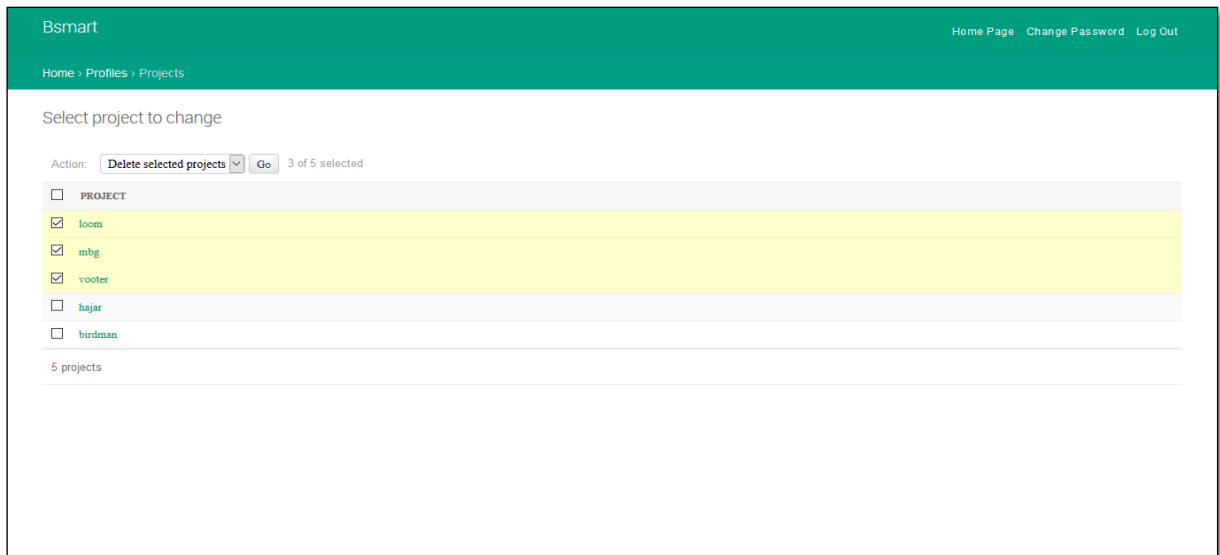 Bsmart
Home Page Change Password Log Out
Home › Profiles › Projects
Select project to change
Action: Delete selected projects Go 3 of 5 selected
PROJECT
loom
mbg
vooter
hajar
birdman
5 projects